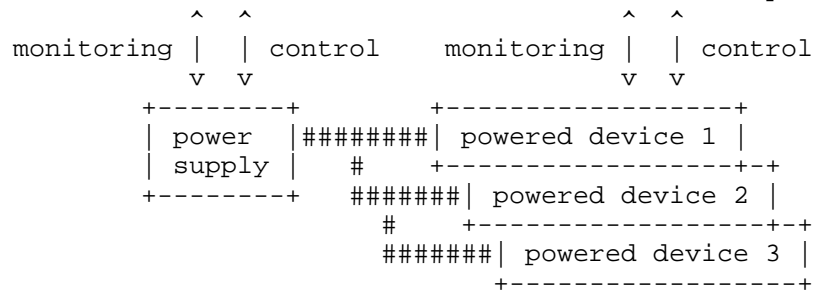 ^ ^ ^ ^
monitoring | | control monitoring | | control
v v v v
+--------+ +------------------+
| power |########| powered device 1 |
| supply | # +------------------+-+
+--------+ #######| powered device 2 |
# +------------------+-+
#######| powered device 3 |
+------------------+